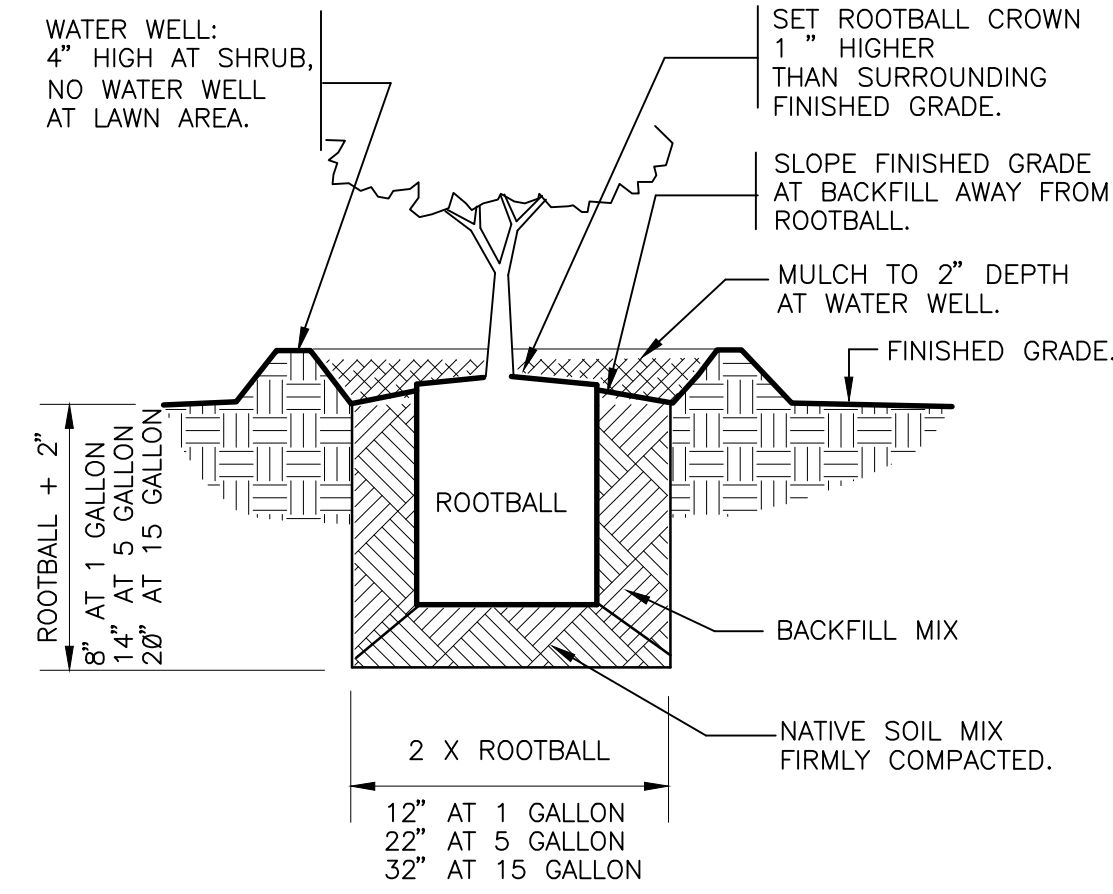 WATER WELL:
4" HIGH AT SHRUB,
NO WATER WELL
AT LAWN AREA.
SET ROOTBALL CROWN
1 " HIGHER
THAN SURROUNDING
FINISHED GRADE.
SLOPE FINISHED GRADE
AT BACKFILL AWAY FROM
ROOTBALL.
MULCH TO 2" DEPTH
AT WATER WELL.
FINISHED GRADE.
ROOTBALL + 2"
8" AT 1 GALLON
14" AT 5 GALLON
20" AT 15 GALLON
ROOTBALL
BACKFILL MIX
NATIVE SOIL MIX
FIRMLY COMPACTED.
2 X ROOTBALL
12" AT 1 GALLON
22" AT 5 GALLON
32" AT 15 GALLON